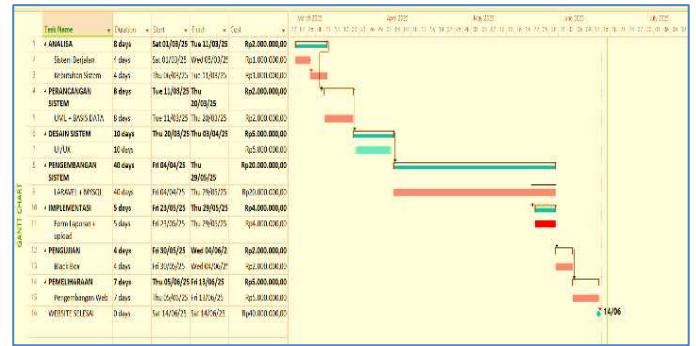 March 2025 April 2025 May 2025 June 2025 July 2025
Task Name Duration Start Finish Cost
1 ANALISA 8 days Sat 01/03/25 Tue 11/03/25 Rp2.000.000,00
2 Sistem Berjalan 4 days Sat 01/03/25 Wed 05/03/25 Rp1.000.000,00
3 Kebutuhan Sistem 4 days Thu 06/03/25 Tue 11/03/25 Rp1.000.000,00
4 PERANCANGAN 8 days Tue 11/03/25 Thu Rp2.000.000,00
SISTEM 20/03/25
5 UML + BASIS DATA 8 days Tue 11/03/25 Thu 20/03/25 Rp2.000.000,00
6 DESAIN SISTEM 10 days Thu 20/03/25 Thu 03/04/25 Rp5.000.000,00
7 UI/UX 10 days Rp5.000.000,00
8 PENGEMBANGAN 40 days Fri 04/04/25 Thu Rp20.000.000,00
SISTEM 29/05/25
9 LARAVEL + MYSQL 40 days Fri 04/04/25 Thu 29/05/25 Rp20.000.000,00
10 IMPLEMENTASI 5 days Fri 23/05/25 Thu 29/05/25 Rp4.000.000,00
11 Form Laporan + 5 days Fri 23/05/25 Thu 29/05/25 Rp4.000.000,00
upload
12 PENGUJIAN 4 days Fri 30/05/25 Wed 04/06/2 Rp2.000.000,00
13 Black Box 4 days Fri 30/05/25 Wed 04/06/25 Rp2.000.000,00
14 PEMELIHARAAN 7 days Thu 05/06/25 Fri 13/06/25 Rp5.000.000,00
15 Pengembangan Web 7 days Thu 05/06/25 Fri 13/06/25 Rp5.000.000,00
16 WEBSITE SELESAI 0 days Sat 14/06/25 Sat 14/06/25 Rp40.000.000,00
14/06
GANTT CHART